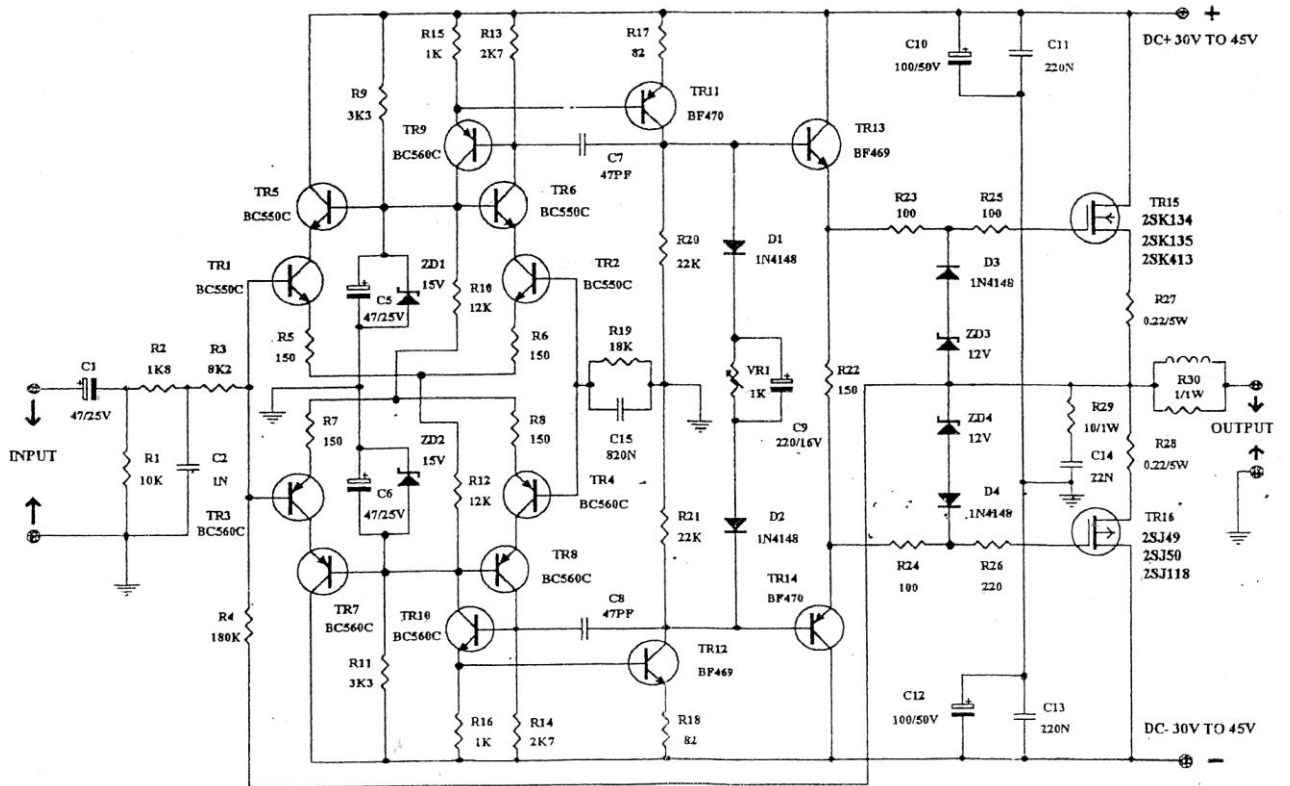 R15
1K
R13
2K7
R17
82
C10
100/50V
C11
220N
+
DC+ 30V TO 45V
R9
3K3
TR11
BF470
TR9
BC560C
C7
47PF
TR13
BF469
TR5
BC550C
TR6
BC550C
R23
100
R25
100
TR15
2SK134
2SK135
2SK413
R20
22K
D1
1N4148
TR1
BC550C
ZD1
15V
C5
47/25V
R10
12K
TR2
BC550C
D3
1N4148
R27
0.22/5W
R5
150
R6
150
R19
18K
ZD3
12V
C1
47/25V
R2
1K8
R3
8K2
VR1
1K
R22
150
R30
1/1W
C9
220/16V
INPUT
R1
10K
C2
1N
R7
150
R8
150
C15
820N
ZD2
15V
C6
47/25V
ZD4
12V
R29
10/1W
C14
22N
R28
0.22/5W
OUTPUT
TR3
BC560C
R12
12K
TR4
BC560C
R21
22K
D2
1N4148
D4
1N4148
TR16
2SJ49
2SJ50
2SJ118
TR8
BC560C
TR7
BC560C
TR10
BC560C
C8
47PF
TR14
BF470
R24
100
R26
220
R4
180K
R11
3K3
TR12
BF469
R16
1K
R14
2K7
R18
82
C12
100/50V
C13
220N
DC- 30V TO 45V
-